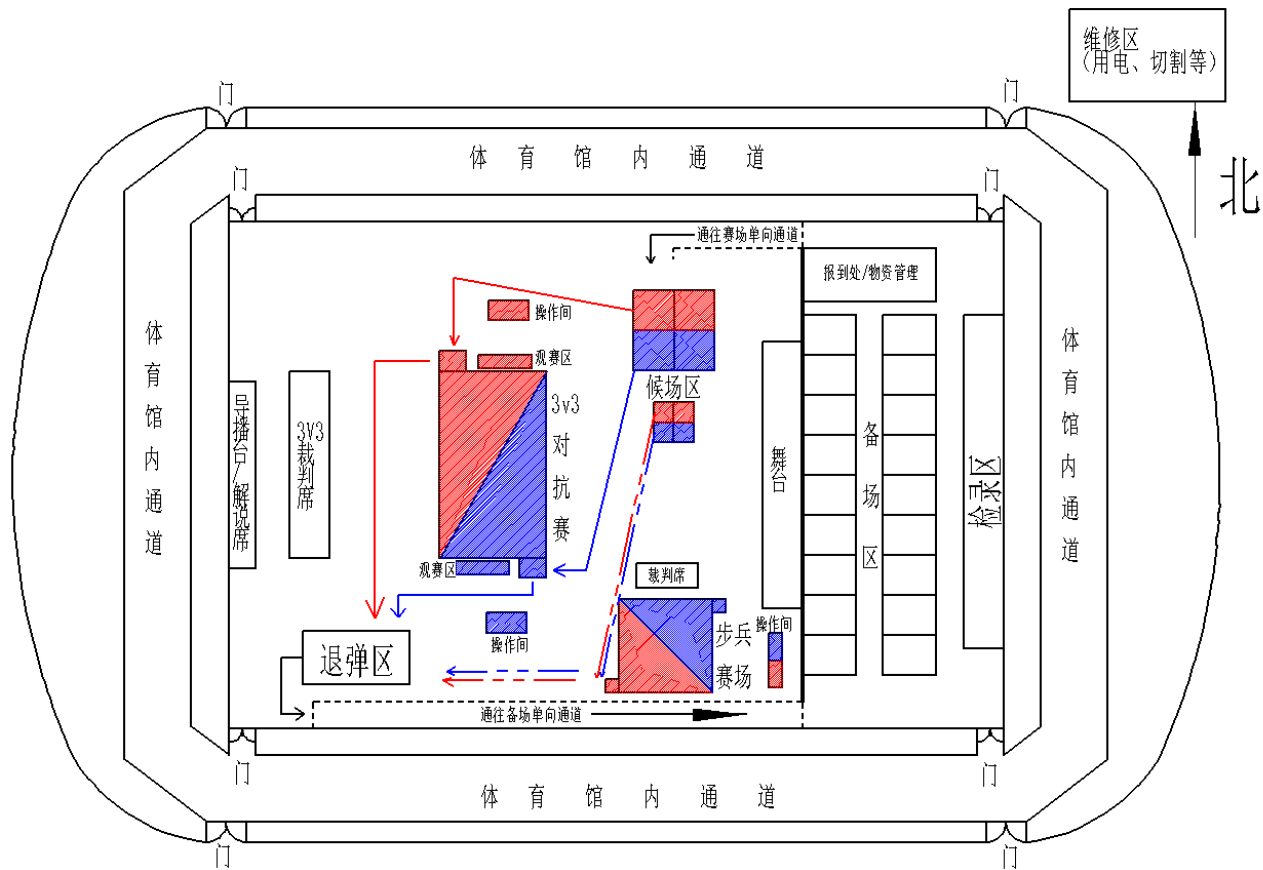 维修区
(用电、切割等)
北
门
门
体育馆内通道
门
门
通往赛场单向通道
报到处/物资管理
操作间
观赛区
候场区
3v3对抗赛
3V3裁判席
导播台/解说席
体育馆内通道
舞台
备场区
检录区
体育馆内通道
观赛区
裁判席
操作间
步兵
赛场
操作间
退弹区
通往备场单向通道
门
门
体育馆内通道
门
门